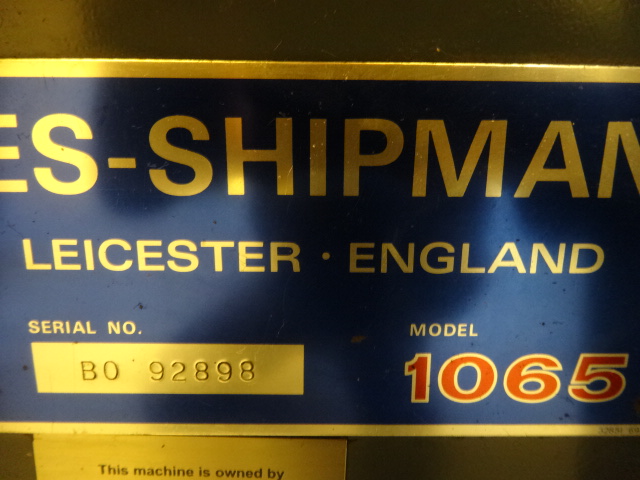 ES-SHIPMAN
LEICESTER · ENGLAND
SERIAL NO.
MODEL
BO 92898
1065
This machine is owned by